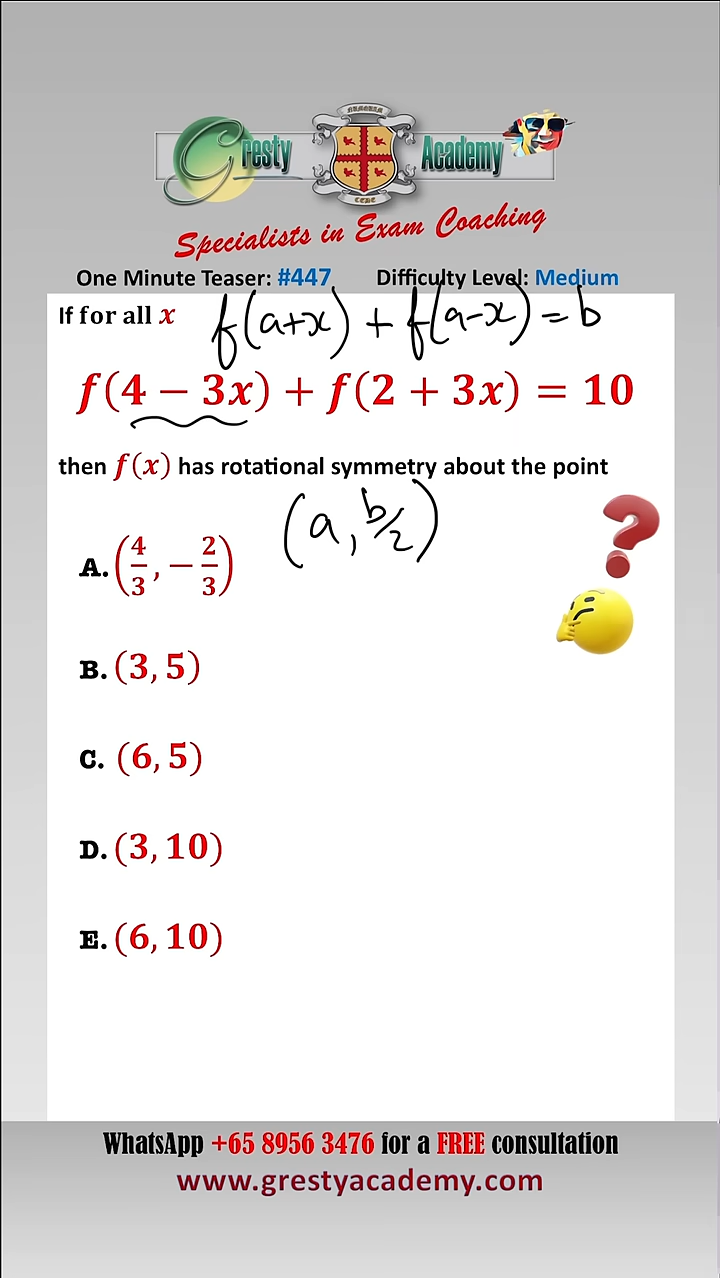 Gresty Academy
Specialists in Exam Coaching
One Minute Teaser: #447 Difficulty Level: Medium
If for all x f(a+x) + f(a-x) = b
f(4 − 3x) + f(2 + 3x) = 10
then f(x) has rotational symmetry about the point
(a, b/2)
A. (4/3, −2/3)
B. (3, 5)
C. (6, 5)
D. (3, 10)
E. (6, 10)
WhatsApp +65 8956 3476 for a FREE consultation
www.grestyacademy.com